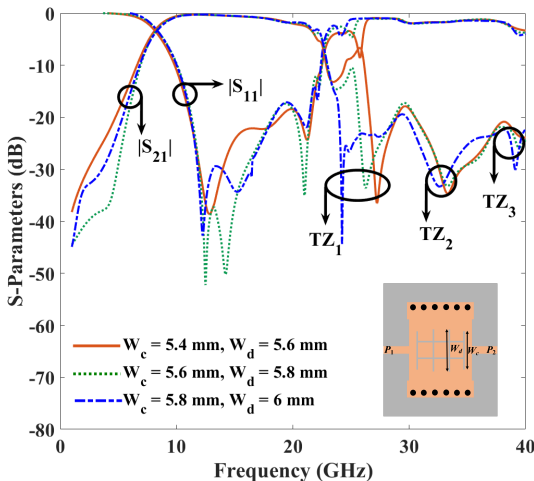 0
-10
-20
-30
-40
-50
-60
-70
-80
S-Parameters (dB)
|S11|
|S21|
TZ1
TZ2
TZ3
Wc = 5.4 mm, Wd = 5.6 mm
Wc = 5.6 mm, Wd = 5.8 mm
Wc = 5.8 mm, Wd = 6 mm
P1 Wd Wc P2
0 10 20 30 40
Frequency (GHz)